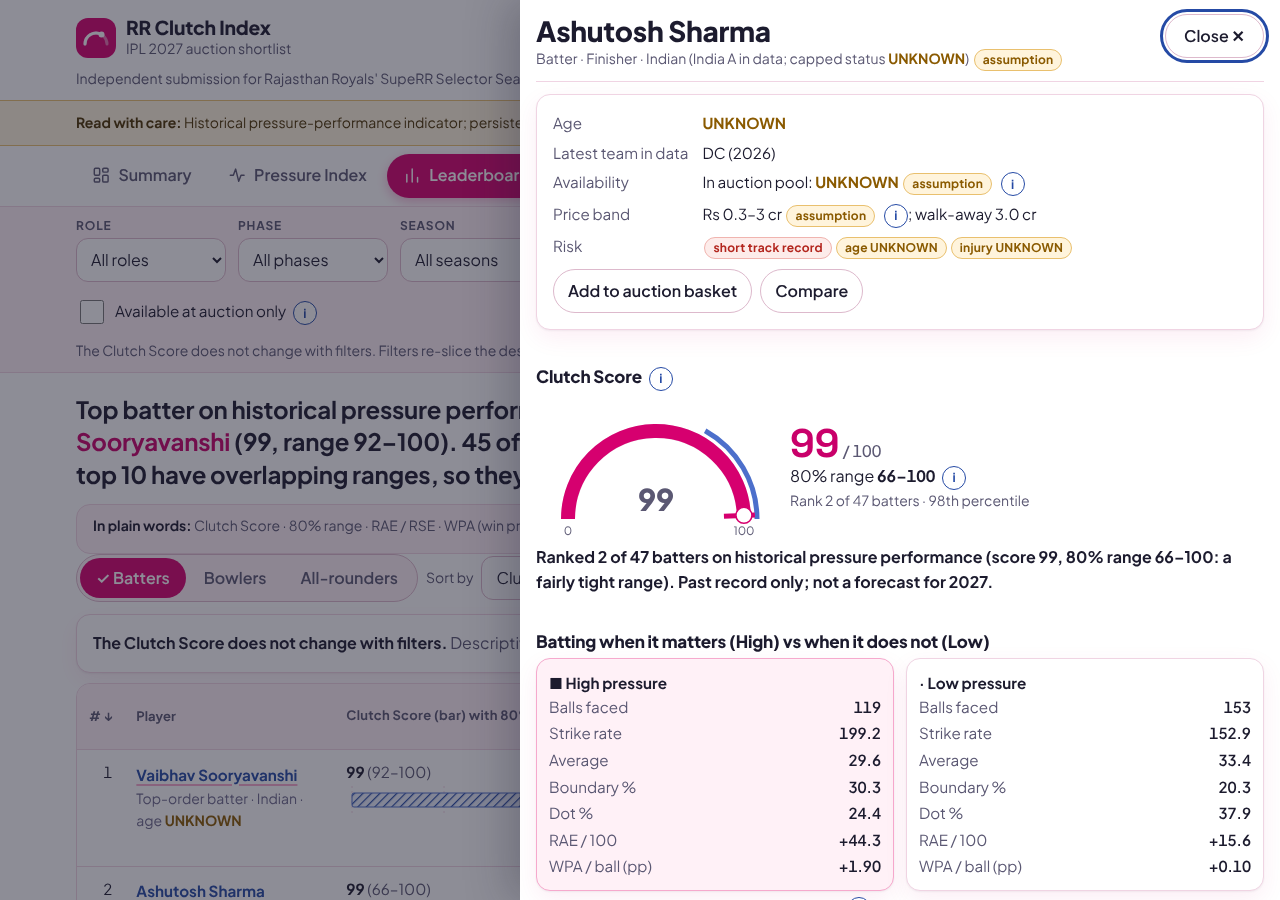 RR Clutch Index
IPL 2027 auction shortlist
Independent submission for Rajasthan Royals' SupeRR Selector Sea
Read with care: Historical pressure-performance indicator; persiste
Summary
Pressure Index
Leaderboar
ROLE
PHASE
SEASON
All roles
All phases
All seasons
Available at auction only i
The Clutch Score does not change with filters. Filters re-slice the des
Top batter on historical pressure perforn
Sooryavanshi (99, range 92–100). 45 of
top 10 have overlapping ranges, so they
In plain words: Clutch Score · 80% range · RAE / RSE · WPA (win pr
✓ Batters
Bowlers
All-rounders
Sort by
Clu
The Clutch Score does not change with filters. Descripti
# ↓ Player Clutch Score (bar) with 80
1 Vaibhav Sooryavanshi 99 (92–100)
Top-order batter · Indian ·
age UNKNOWN
2 Ashutosh Sharma 99 (66–100)
Ashutosh Sharma
Close ✕
Batter · Finisher · Indian (India A in data; capped status UNKNOWN) assumption
Age UNKNOWN
Latest team in data DC (2026)
Availability In auction pool: UNKNOWN assumption i
Price band Rs 0.3–3 cr assumption i ; walk-away 3.0 cr
Risk short track record age UNKNOWN injury UNKNOWN
Add to auction basket
Compare
Clutch Score i
99
0
100
99 / 100
80% range 66–100 i
Rank 2 of 47 batters · 98th percentile
Ranked 2 of 47 batters on historical pressure performance (score 99, 80% range 66–100: a
fairly tight range). Past record only; not a forecast for 2027.
Batting when it matters (High) vs when it does not (Low)
■ High pressure
Balls faced 119
Strike rate 199.2
Average 29.6
Boundary % 30.3
Dot % 24.4
RAE / 100 +44.3
WPA / ball (pp) +1.90
· Low pressure
Balls faced 153
Strike rate 152.9
Average 33.4
Boundary % 20.3
Dot % 37.9
RAE / 100 +15.6
WPA / ball (pp) +0.10